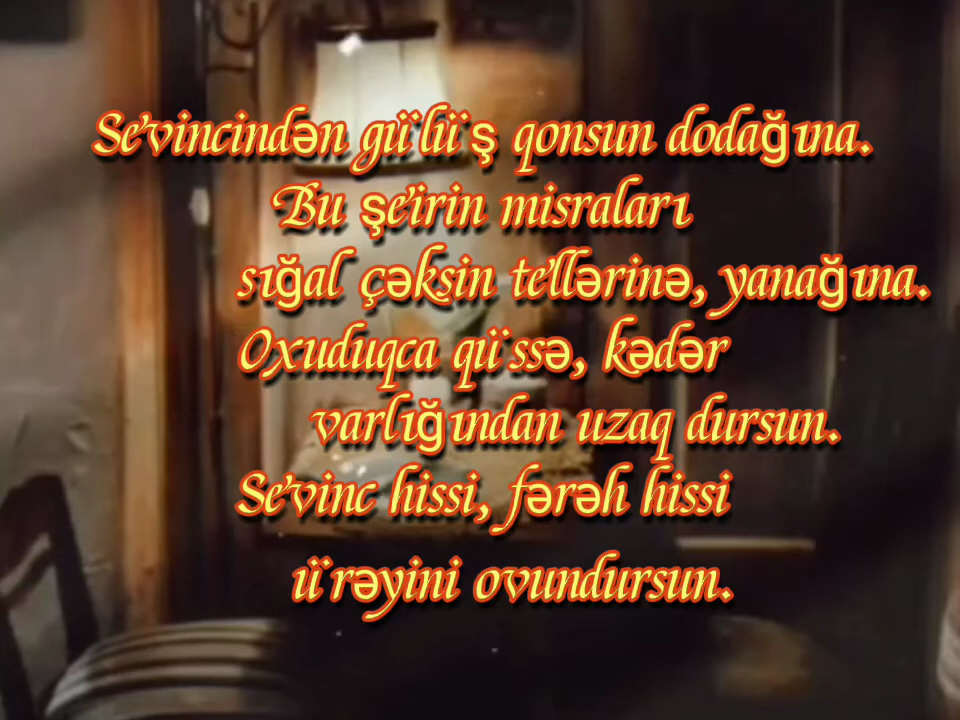 Sevincindən gülüş qonsun dodağına.
Bu şeirin misraları
sığal çəksin tellərinə, yanağına.
Oxuduqca qüssə, kədər
varlığından uzaq dursun.
Sevinc hissi, fərəh hissi
ürəyini ovundursun.